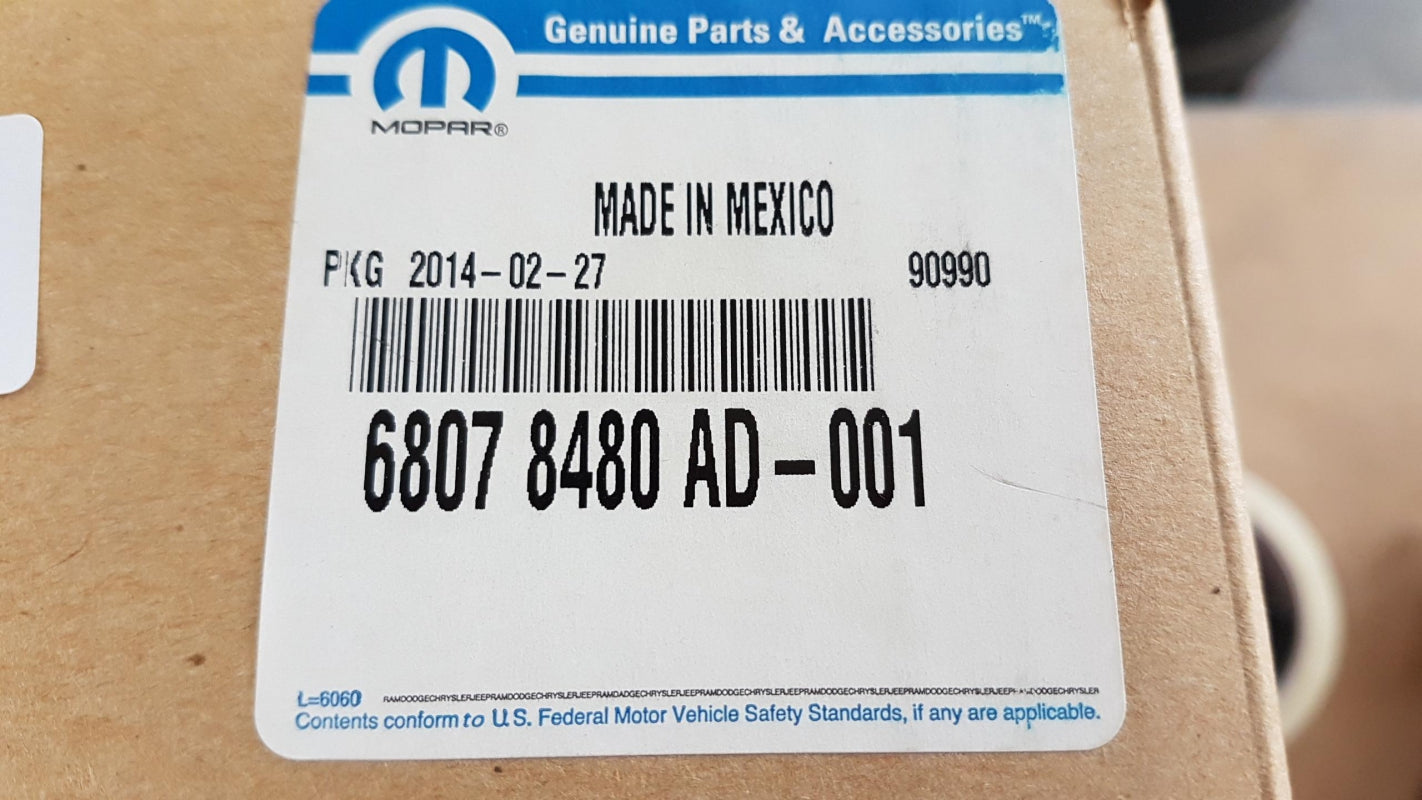 Genuine Parts & Accessories™
MOPAR®
MADE IN MEXICO
PKG 2014-02-27 90990
6807 8480 AD-001
L=6060
Contents conform to U.S. Federal Motor Vehicle Safety Standards, if any are applicable.